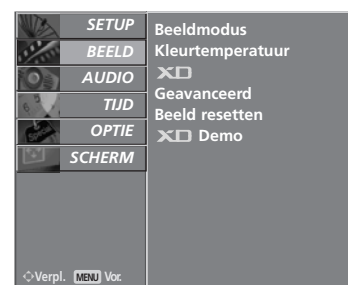 SETUP
BEELD
AUDIO
TIJD
OPTIE
SCHERM
Verpl. MENU Vor.
Beeldmodus
Kleurtemperatuur
XD
Geavanceerd
Beeld resetten
XD Demo